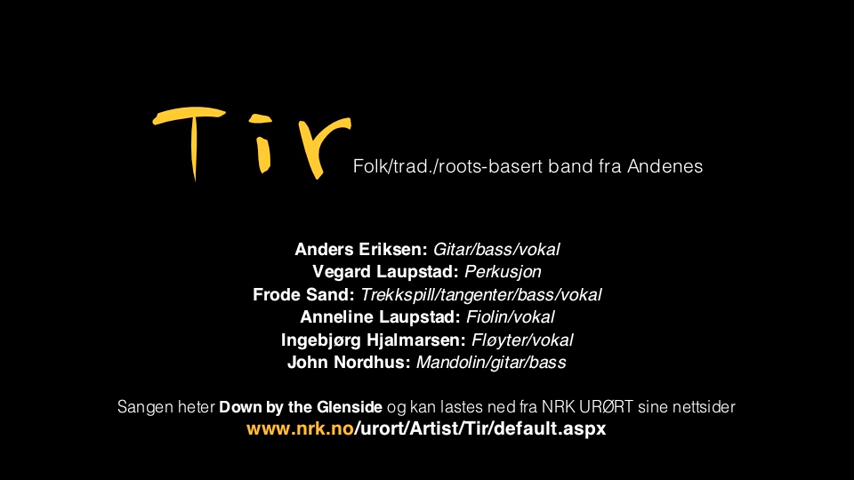 Tir
Folk/trad./roots-basert band fra Andenes
Anders Eriksen: Gitar/bass/vokal
Vegard Laupstad: Perkusjon
Frode Sand: Trekkspill/tangenter/bass/vokal
Anneline Laupstad: Fiolin/vokal
Ingebjørg Hjalmarsen: Fløyter/vokal
John Nordhus: Mandolin/gitar/bass
Sangen heter Down by the Glenside og kan lastes ned fra NRK URØRT sine nettsider
www.nrk.no/urort/Artist/Tir/default.aspx